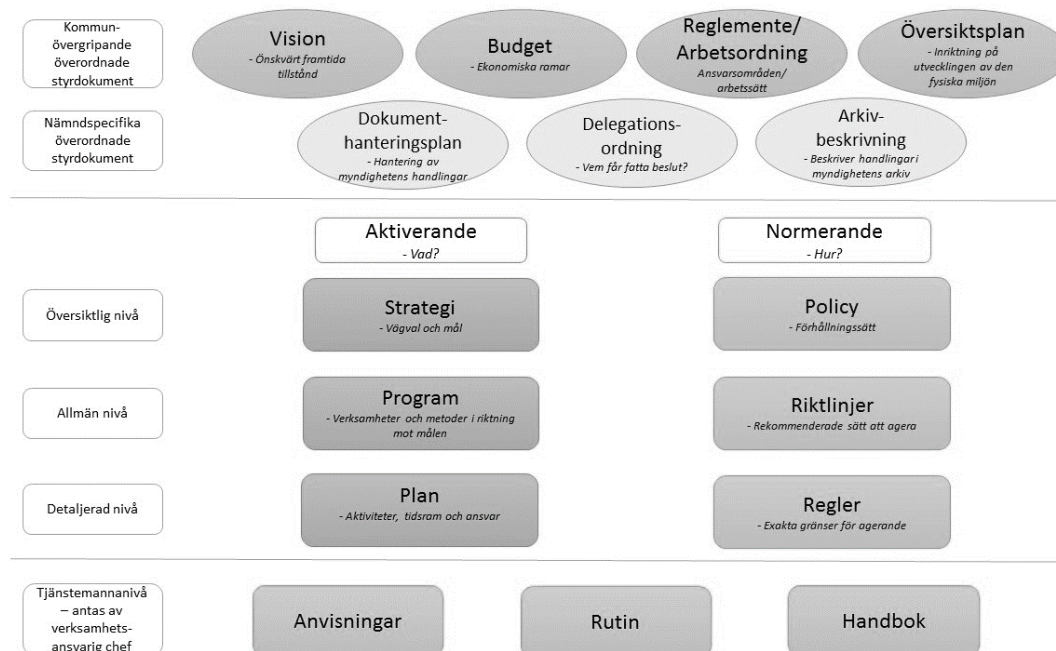 Kommun-
övergripande
överordnade
styrdokument
Vision
- Önskvärt framtida
tillstånd
Budget
- Ekonomiska ramar
Reglemente/
Arbetsordning
Ansvarsområden/
arbetssätt
Översiktsplan
- Inriktning på
utvecklingen av den
fysiska miljön
Nämndspecifika
överordnade
styrdokument
Dokument-
hanteringsplan
- Hantering av
myndighetens handlingar
Delegations-
ordning
- Vem får fatta beslut?
Arkiv-
beskrivning
- Beskriver handlingar i
myndighetens arkiv
Aktiverande
- Vad?
Normerande
- Hur?
Översiktlig nivå
Strategi
- Vägval och mål
Policy
- Förhållningssätt
Allmän nivå
Program
- Verksamheter och metoder i riktning
mot målen
Riktlinjer
- Rekommenderade sätt att agera
Detaljerad nivå
Plan
- Aktiviteter, tidsram och ansvar
Regler
- Exakta gränser för agerande
Tjänstemannanivå
– antas av
verksamhets-
ansvarig chef
Anvisningar
Rutin
Handbok